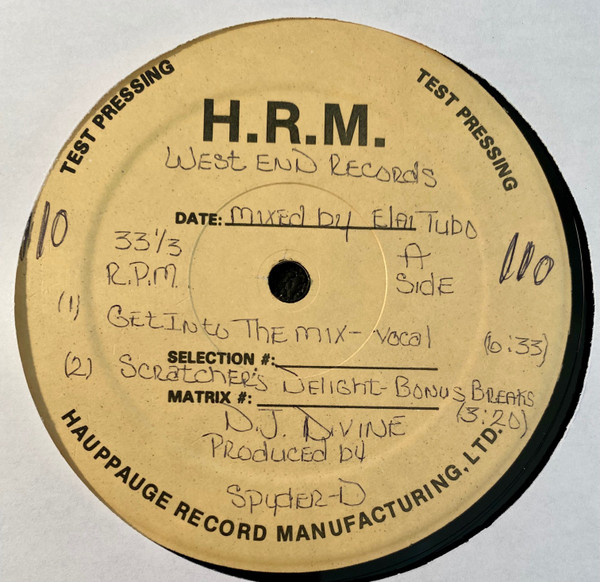 TEST PRESSING
TEST PRESSING
H.R.M.
WEST END RECORDS
DATE: Mixed by Elai Tubo
110
33 1/3
R.P.M.
A
SIDE
110
(1) GET INTO THE MIX - VOCAL (6:33)
SELECTION #:
(2) SCRATCHER'S DELIGHT - BONUS BREAKS
MATRIX #:
(3:20)
D.J. DIVINE
PRODUCED by
SPYDER-D
HAUPPAUGE RECORD MANUFACTURING, LTD.